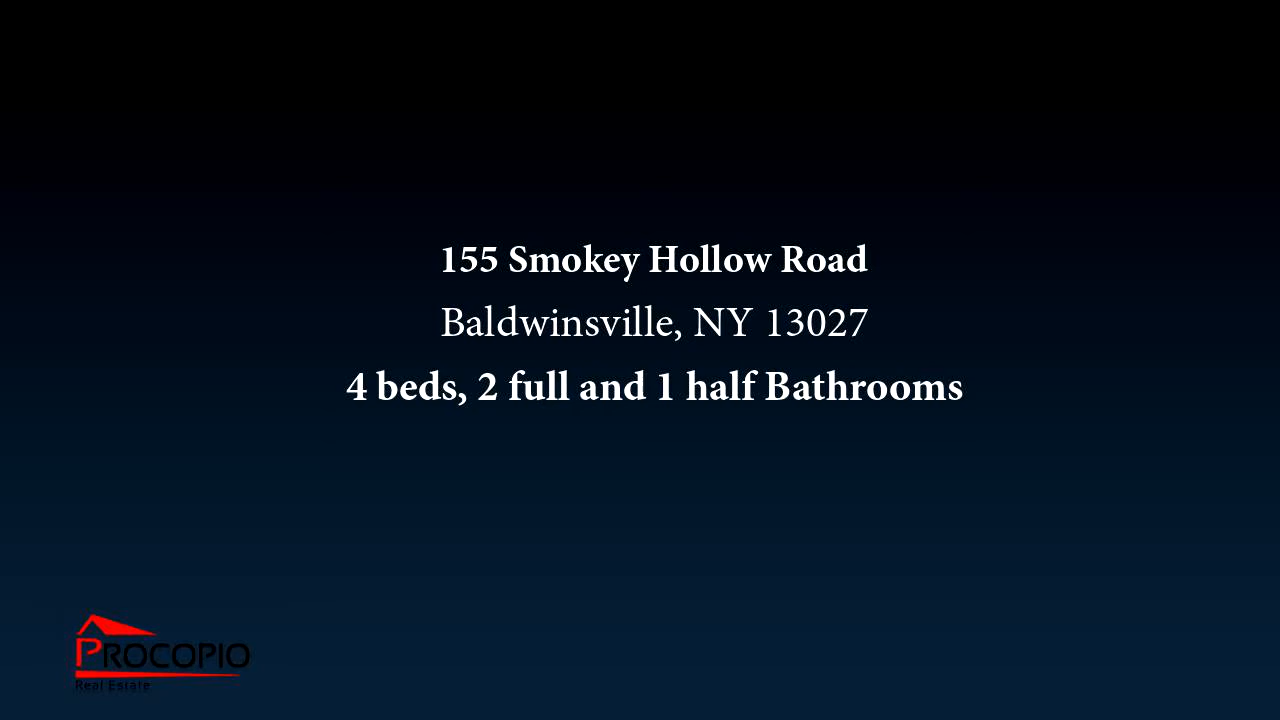 155 Smokey Hollow Road
Baldwinsville, NY 13027
4 beds, 2 full and 1 half Bathrooms
PROCOPIO
Real Estate